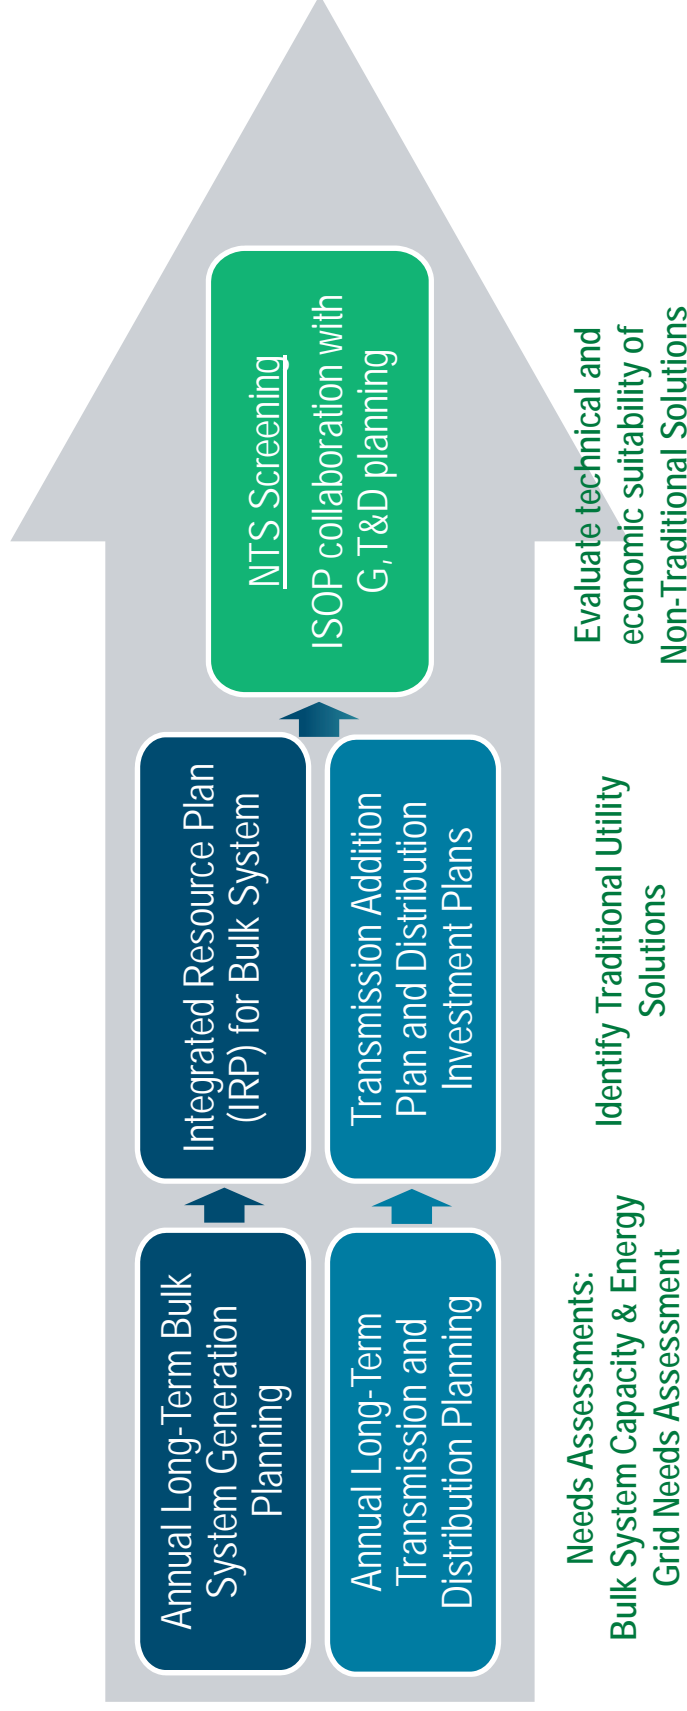 Annual Long-Term Bulk
System Generation
Planning
Integrated Resource Plan
(IRP) for Bulk System
Annual Long-Term
Transmission and
Distribution Planning
Transmission Addition
Plan and Distribution
Investment Plans
NTS Screening
ISOP collaboration with
G,T&D planning
Needs Assessments:
Bulk System Capacity & Energy
Grid Needs Assessment
Identify Traditional Utility
Solutions
Evaluate technical and
economic suitability of
Non-Traditional Solutions